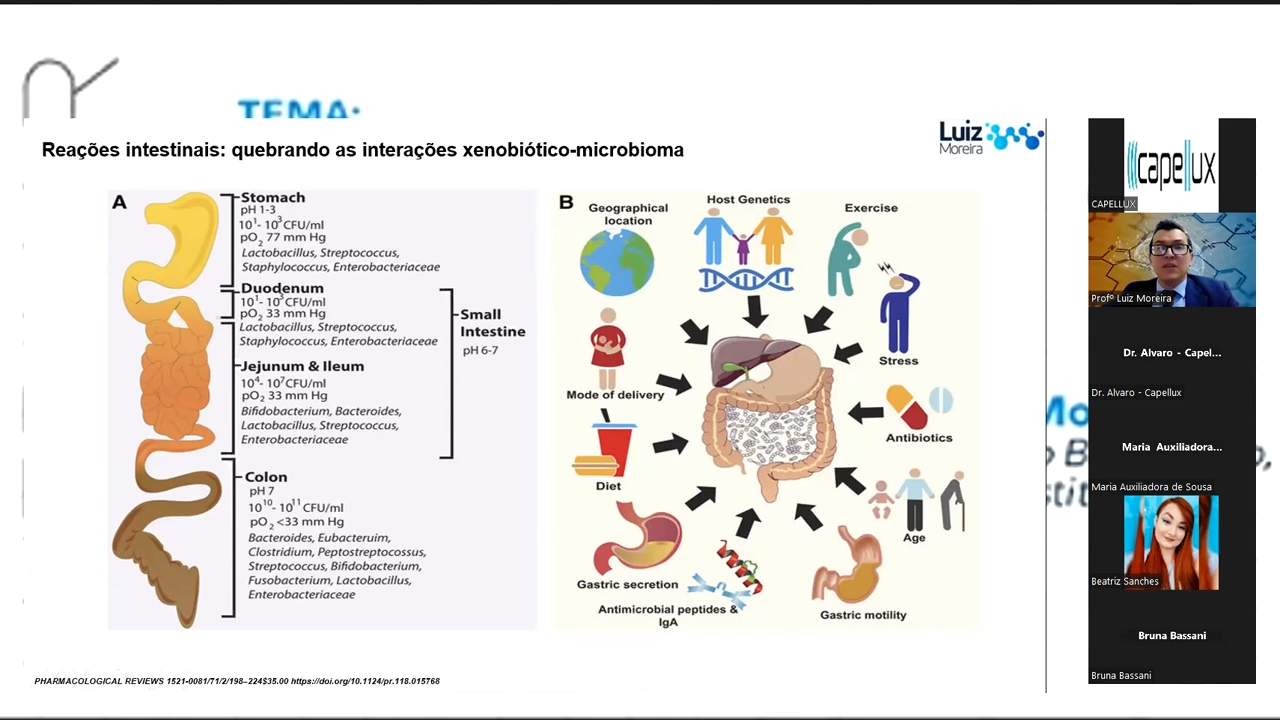 TEMA:
Reações intestinais: quebrando as interações xenobiótico-microbioma
Luiz
Moreira
A
Stomach
pH 1-3
10¹- 10³CFU/ml
pO₂ 77 mm Hg
Lactobacillus, Streptococcus,
Staphylococcus, Enterobacteriaceae
Duodenum
10¹- 10³CFU/ml
pO₂ 33 mm Hg
Lactobacillus, Streptococcus,
Staphylococcus, Enterobacteriaceae
Jejunum & Ileum
10⁴- 10⁷CFU/ml
pO₂ 33 mm Hg
Bifidobacterium, Bacteroides,
Lactobacillus, Streptococcus,
Enterobacteriaceae
Small
Intestine
pH 6-7
Colon
pH 7
10¹⁰- 10¹¹ CFU/ml
pO₂ <33 mm Hg
Bacteroides, Eubacteruim,
Clostridium, Peptostreptocossus,
Streptococcus, Bifidobacterium,
Fusobacterium, Lactobacillus,
Enterobacteriaceae
B
Geographical
location
Host Genetics
Exercise
Stress
Mode of delivery
Antibiotics
Diet
Age
Gastric secretion
Antimicrobial peptides &
IgA
Gastric motility
PHARMACOLOGICAL REVIEWS 1521-0081/71/2/198–224$35.00 https://doi.org/10.1124/pr.118.015768
capellux
CAPELLUX
Profº Luiz Moreira
Dr. Alvaro - Capel...
Dr. Alvaro - Capellux
Maria Auxiliadora...
Maria Auxiliadora de Sousa
Beatriz Sanches
Bruna Bassani
Bruna Bassani